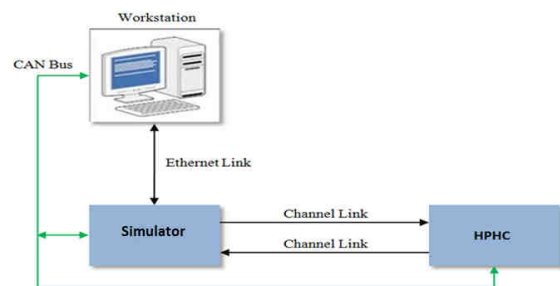 Workstation
CAN Bus
Ethernet Link
Simulator
Channel Link
Channel Link
HPHC